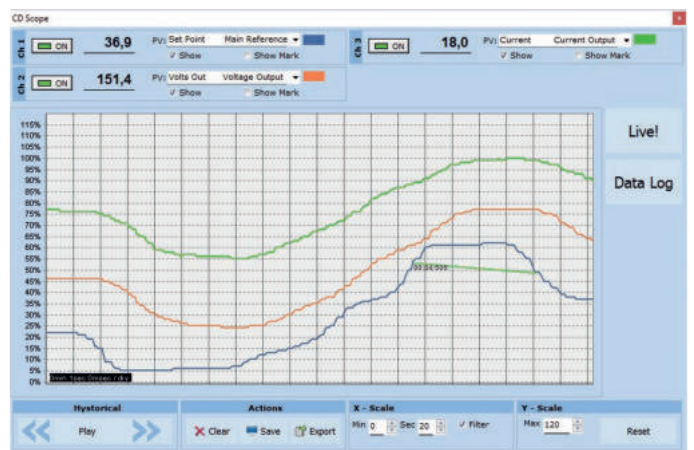 CD Scope
Ch 1 ON 36,9 PV: Set Point Main Reference
Show Show Mark
Ch 3 ON 18,0 PV: Current Current Output
Show Show Mark
Ch 2 ON 151,4 PV: Volts Out Voltage Output
Show Show Mark
115%
110%
105%
100%
95%
90%
85%
80%
75%
70%
65%
60%
55%
50%
45%
40%
35%
30%
25%
20%
15%
10%
5%
0%
Live!
Data Log
Hystorical Actions X - Scale Y - Scale
Play Clear Save Export Min 0 Sec 20 Filter Max 120 Reset